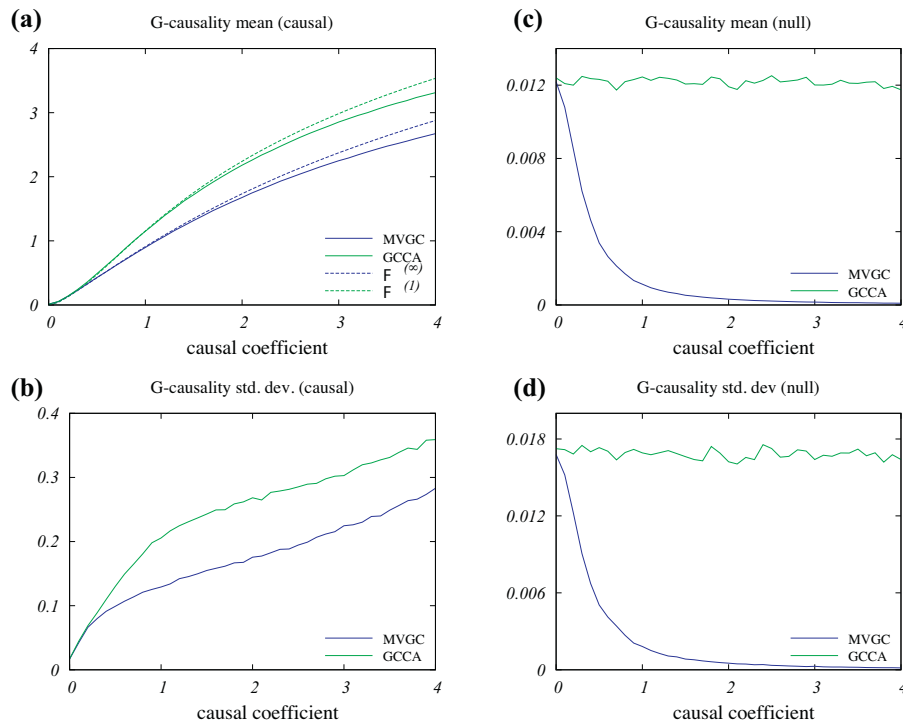 (a)
G-causality mean (causal)
4
3
2
1
0
0 1 2 3 4
MVGC
GCCA
F (∞)
F (1)
causal coefficient
(c)
G-causality mean (null)
0.012
0.008
0.004
0
0 1 2 3 4
MVGC
GCCA
causal coefficient
(b)
G-causality std. dev. (causal)
0.4
0.3
0.2
0.1
0
0 1 2 3 4
MVGC
GCCA
causal coefficient
(d)
G-causality std. dev (null)
0.018
0.012
0.006
0
0 1 2 3 4
MVGC
GCCA
causal coefficient